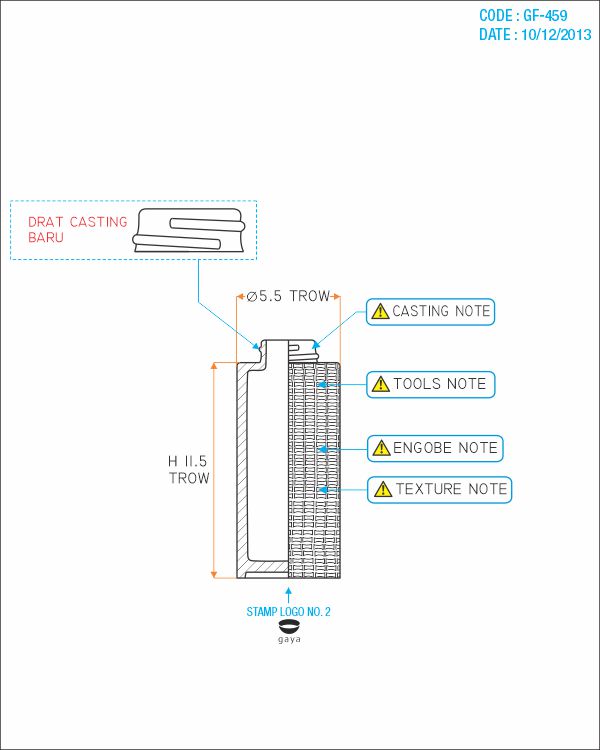 CODE : GF-459
DATE : 10/12/2013
DRAT CASTING
BARU
Ø5.5 TROW
CASTING NOTE
TOOLS NOTE
ENGOBE NOTE
H 11.5
TROW
TEXTURE NOTE
STAMP LOGO NO. 2
gaya